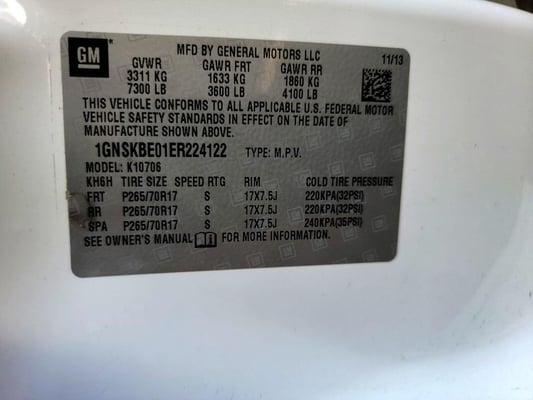 GM
MFD BY GENERAL MOTORS LLC 11/13
GVWR GAWR FRT GAWR RR
3311 KG 1633 KG 1860 KG
7300 LB 3600 LB 4100 LB
THIS VEHICLE CONFORMS TO ALL APPLICABLE U.S. FEDERAL MOTOR
VEHICLE SAFETY STANDARDS IN EFFECT ON THE DATE OF
MANUFACTURE SHOWN ABOVE.
1GNSKBE01ER224122 TYPE: M.P.V.
MODEL: K10706
KH6H TIRE SIZE SPEED RTG RIM COLD TIRE PRESSURE
FRT P265/70R17 S 17X7.5J 220KPA(32PSI)
RR P265/70R17 S 17X7.5J 220KPA(32PSI)
SPA P265/70R17 S 17X7.5J 240KPA(35PSI)
SEE OWNER'S MANUAL FOR MORE INFORMATION.